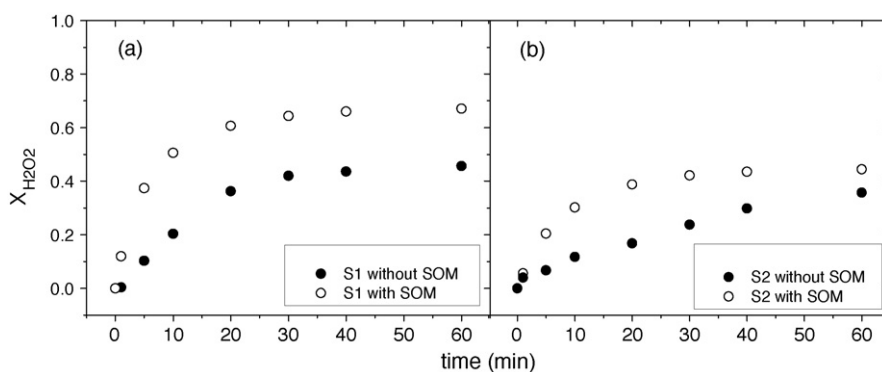 (a)
(b)
X_H2O2
1.0
0.8
0.6
0.4
0.2
0.0
S1 without SOM
S1 with SOM
S2 without SOM
S2 with SOM
0 10 20 30 40 50 60
0 10 20 30 40 50 60
time (min)